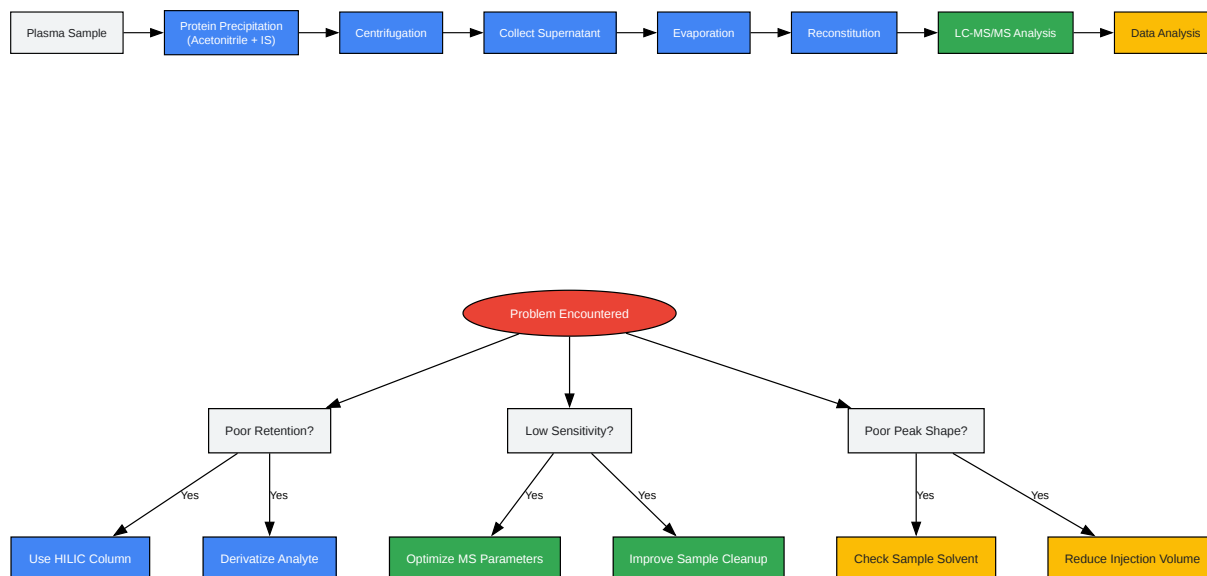 Plasma Sample
Protein Precipitation
(Acetonitrile + IS)
Centrifugation
Collect Supernatant
Evaporation
Reconstitution
LC-MS/MS Analysis
Data Analysis
Problem Encountered
Poor Retention?
Low Sensitivity?
Poor Peak Shape?
Yes
Yes
Yes
Yes
Yes
Yes
Use HILIC Column
Derivatize Analyte
Optimize MS Parameters
Improve Sample Cleanup
Check Sample Solvent
Reduce Injection Volume